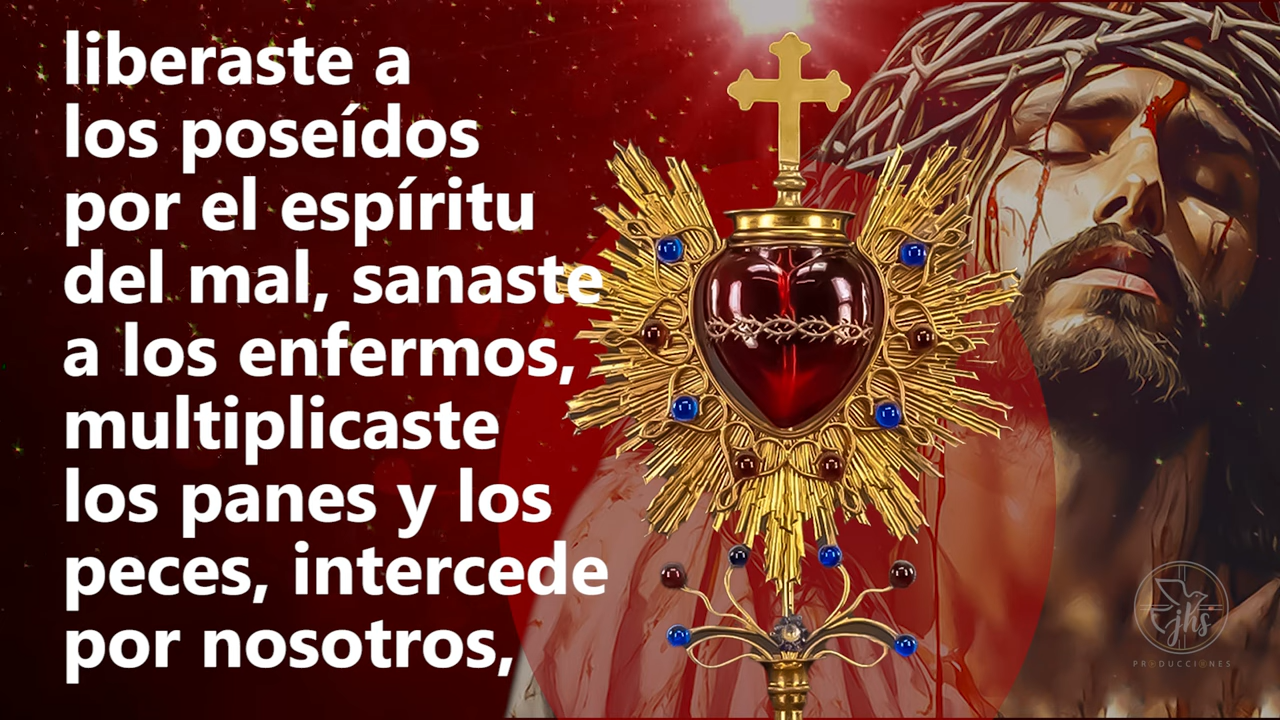 liberaste a
los poseídos
por el espíritu
del mal, sanaste
a los enfermos,
multiplicaste
los panes y los
peces, intercede
por nosotros,
jhs
PRODUCCIONES